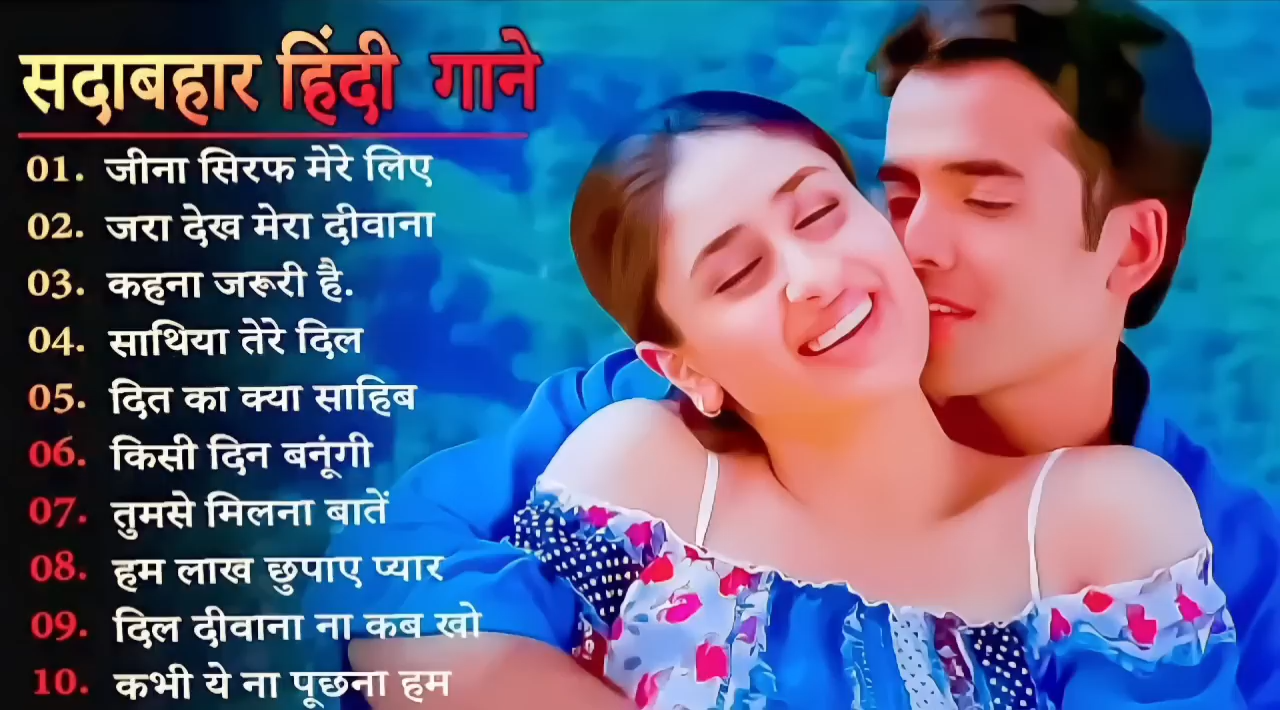 सदाबहार हिंदी गाने
01. जीना सिरफ मेरे लिए
02. जरा देख मेरा दीवाना
03. कहना जरूरी है.
04. साथिया तेरे दिल
05. दित का क्या साहिब
06. किसी दिन बनूंगी
07. तुमसे मिलना बातें
08. हम लाख छुपाए प्यार
09. दिल दीवाना ना कब खो
10. कभी ये ना पूछना हम